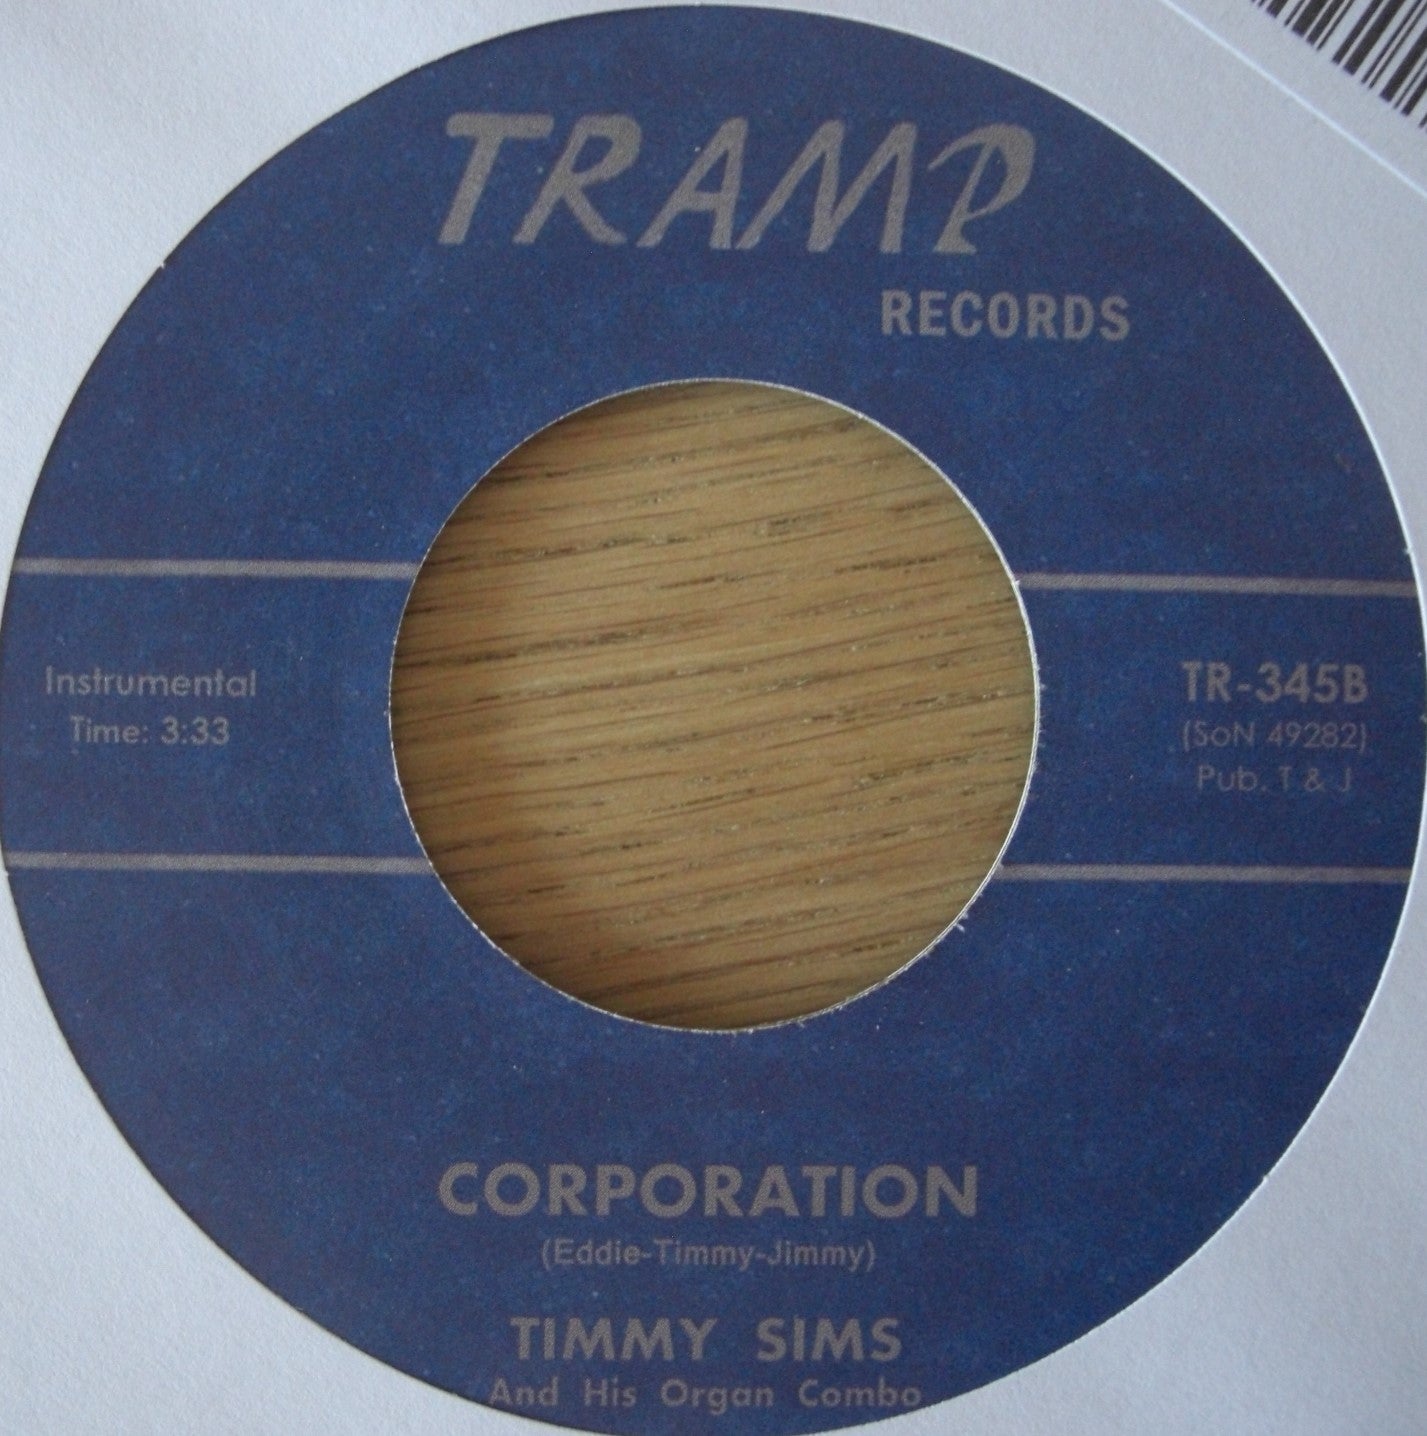 TRAMP
RECORDS
Instrumental
Time: 3:33
TR-345B
(SoN 49282)
Pub. T & J
CORPORATION
(Eddie-Timmy-Jimmy)
TIMMY SIMS
And His Organ Combo